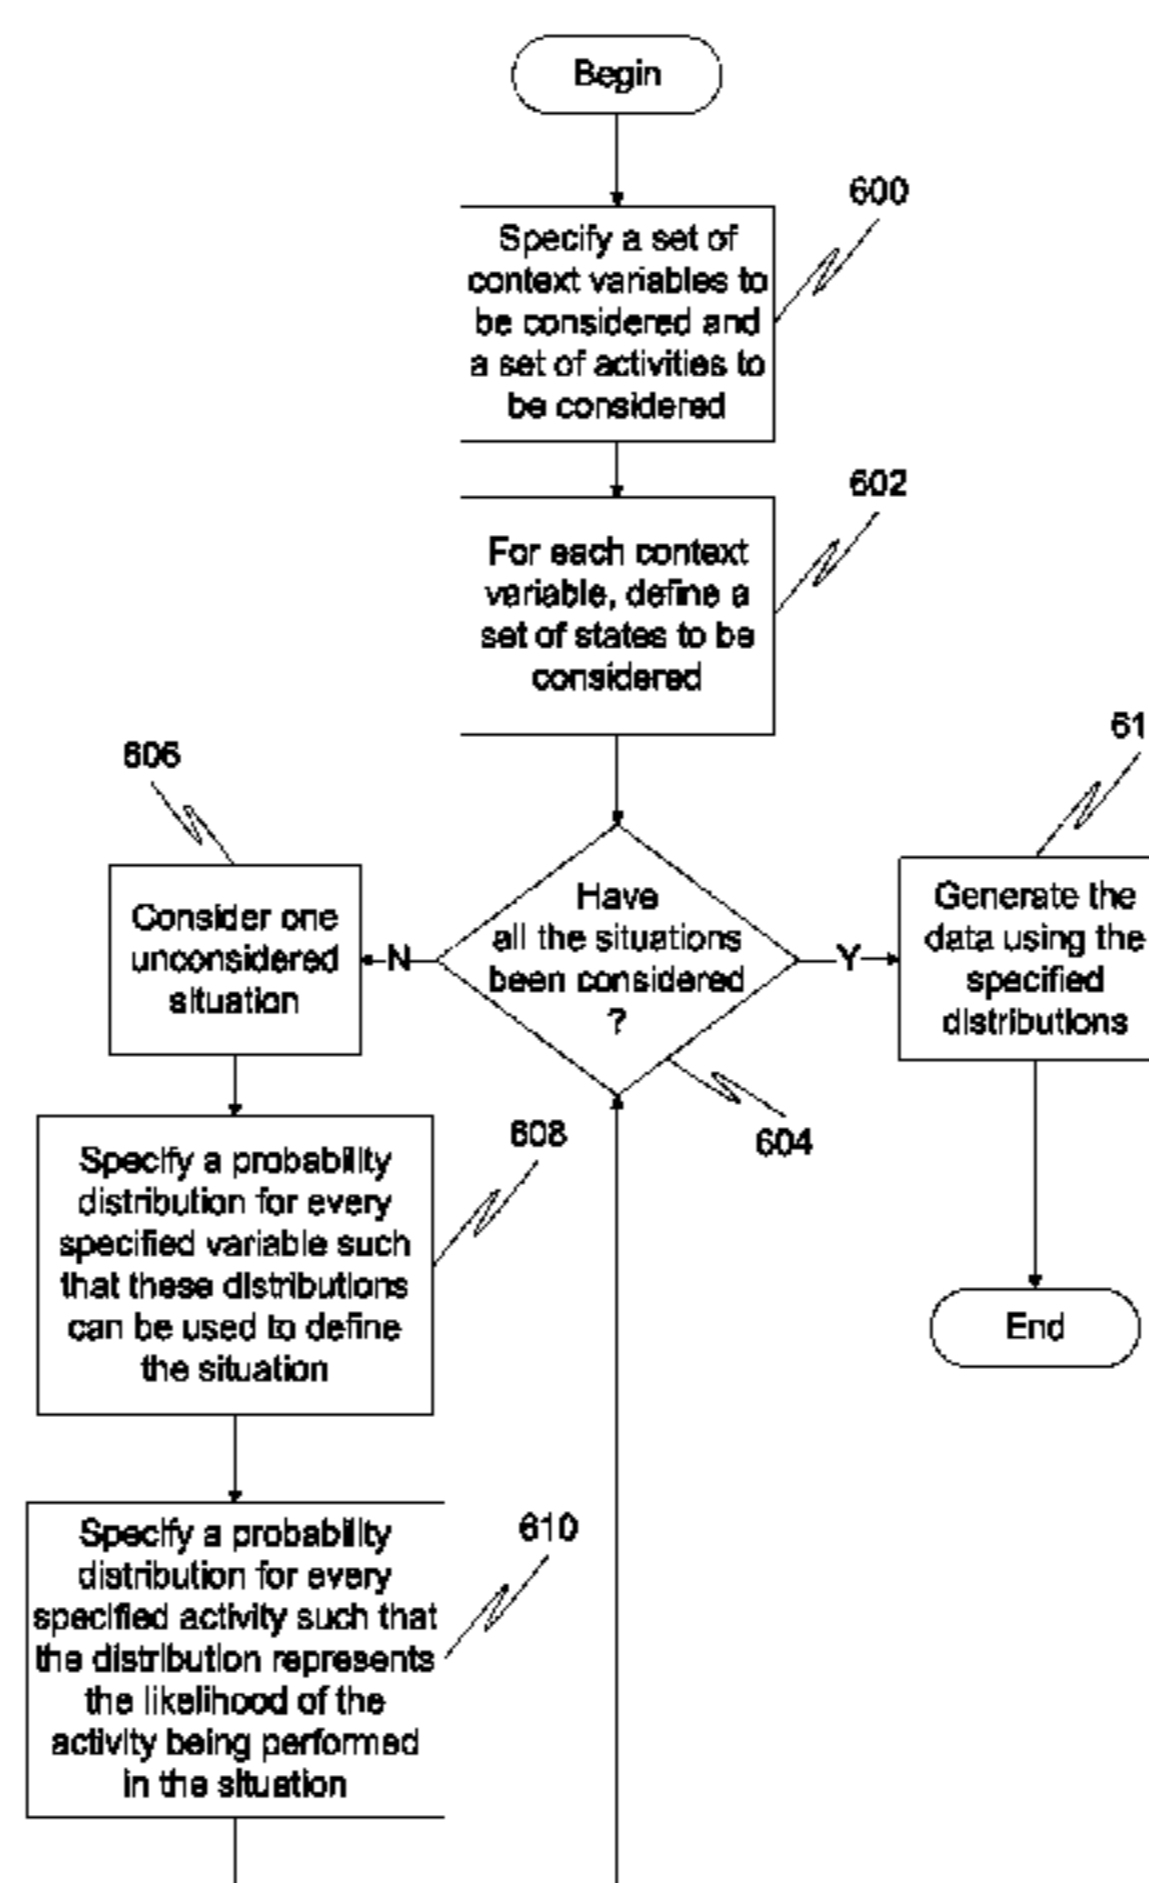 Begin
600
Specify a set of
context variables to
be considered and
a set of activities to
be considered
602
For each context
variable, define a
set of states to be
considered
606
61
Have
all the situations
been considered
?
Consider one
unconsidered
situation
N
Y
Generate the
data using the
specified
distributions
604
608
Specify a probability
distribution for every
specified variable such
that these distributions
can be used to define
the situation
End
610
Specify a probability
distribution for every
specified activity such that
the distribution represents
the likelihood of the
activity being performed
in the situation